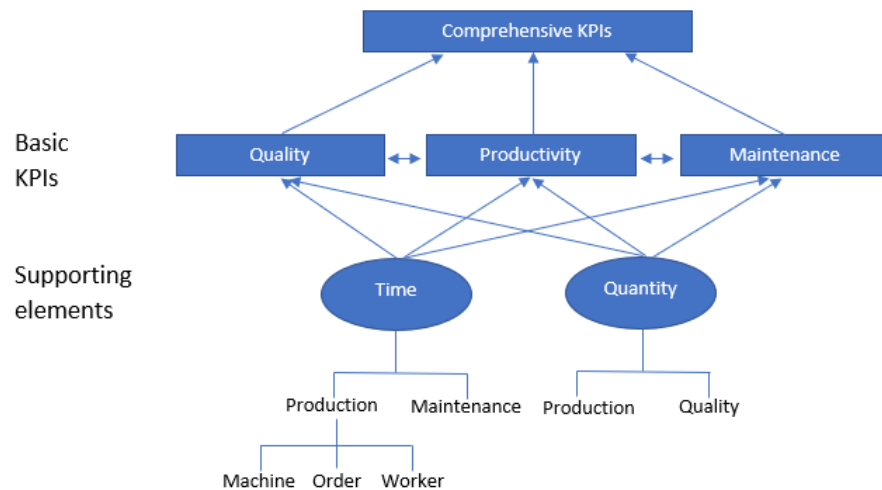 Comprehensive KPIs
Basic
KPIs
Quality
Productivity
Maintenance
Supporting
elements
Time
Quantity
Production
Maintenance
Production
Quality
Machine
Order
Worker